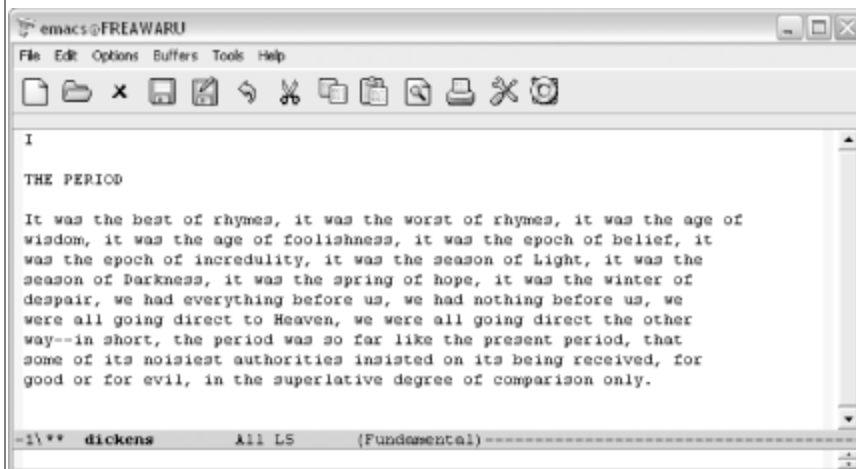 emacs@FREAWARU
File Edit Options Buffers Tools Help
I
THE PERIOD
It was the best of rhymes, it was the worst of rhymes, it was the age of
wisdom, it was the age of foolishness, it was the epoch of belief, it
was the epoch of incredulity, it was the season of Light, it was the
season of Darkness, it was the spring of hope, it was the winter of
despair, we had everything before us, we had nothing before us, we
were all going direct to Heaven, we were all going direct the other
way--in short, the period was so far like the present period, that
some of its noisiest authorities insisted on its being received, for
good or for evil, in the superlative degree of comparison only.
-1\** dickens All L5 (Fundamental)--------------------------------------